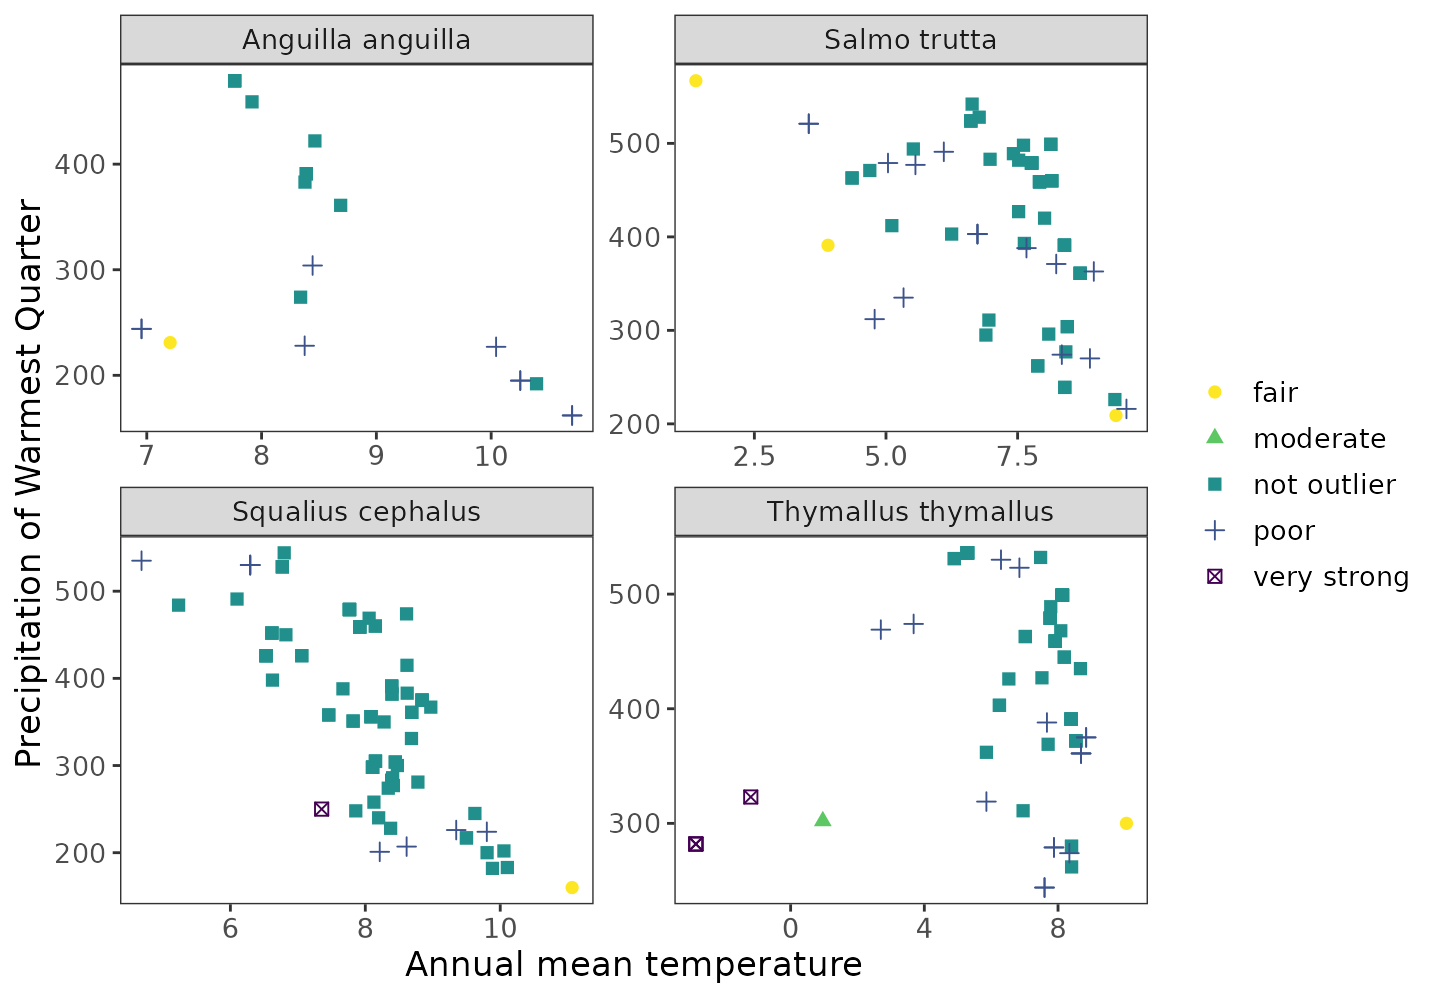 Anguilla anguilla
Salmo trutta
400
300
200
7 8 9 10
500
400
300
200
2.5 5.0 7.5
Squalius cephalus
Thymallus thymallus
500
400
300
200
6 8 10
500
400
300
0 4 8
Precipitation of Warmest Quarter
Annual mean temperature
fair
moderate
not outlier
poor
very strong